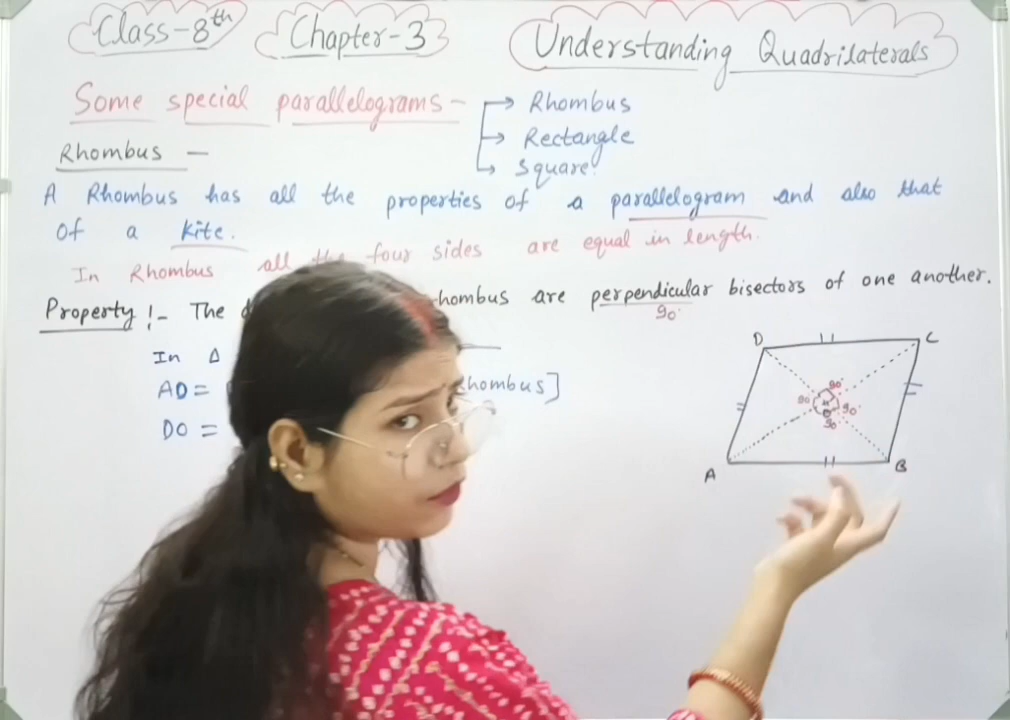 Class-8th Chapter-3 Understanding Quadrilaterals
Some special parallelograms - → Rhombus
→ Rectangle
→ Square.
Rhombus -
A Rhombus has all the properties of a parallelogram and also that
of a kite.
In Rhombus all the four sides are equal in length.
Property !- The hombus are perpendicular bisectors of one another.
90°
In Δ
AD = Rhombus]
DO =
D C
90°
90 90°
O
90
A B